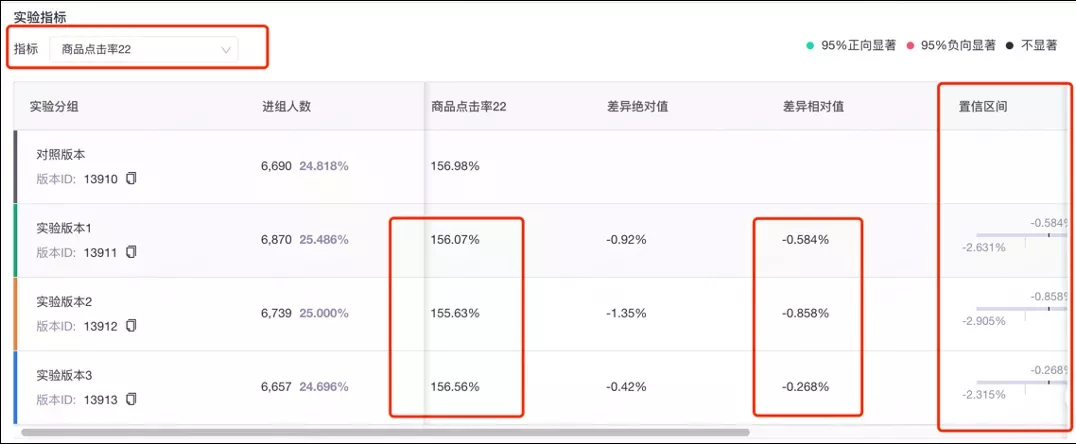 实验指标
指标 商品点击率22
95%正向显著 95%负向显著 不显著
实验分组 进组人数 商品点击率22 差异绝对值 差异相对值 置信区间
对照版本
版本ID: 13910 6,690 24.818% 156.98%
实验版本1
版本ID: 13911 6,870 25.486% 156.07% -0.92% -0.584% -0.584% -2.631%
实验版本2
版本ID: 13912 6,739 25.000% 155.63% -1.35% -0.858% -0.858% -2.905%
实验版本3
版本ID: 13913 6,657 24.696% 156.56% -0.42% -0.268% -0.268% -2.315%